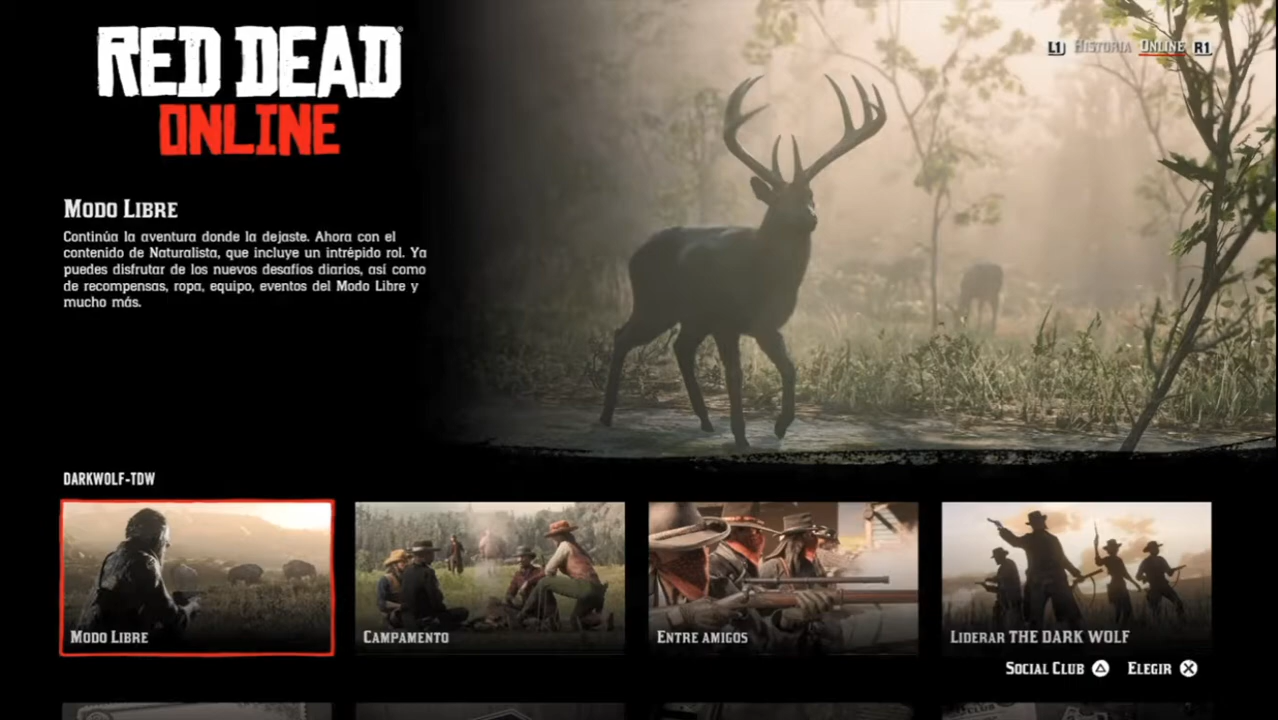 RED DEAD
ONLINE
L1 HISTORIA ONLINE R1
MODO LIBRE
Continúa la aventura donde la dejaste. Ahora con el
contenido de Naturalista, que incluye un intrépido rol. Ya
puedes disfrutar de los nuevos desafíos diarios, así como
de recompensas, ropa, equipo, eventos del Modo Libre y
mucho más.
DARKWOLF-TDW
MODO LIBRE
CAMPAMENTO
ENTRE AMIGOS
LIDERAR THE DARK WOLF
SOCIAL CLUB
ELEGIR